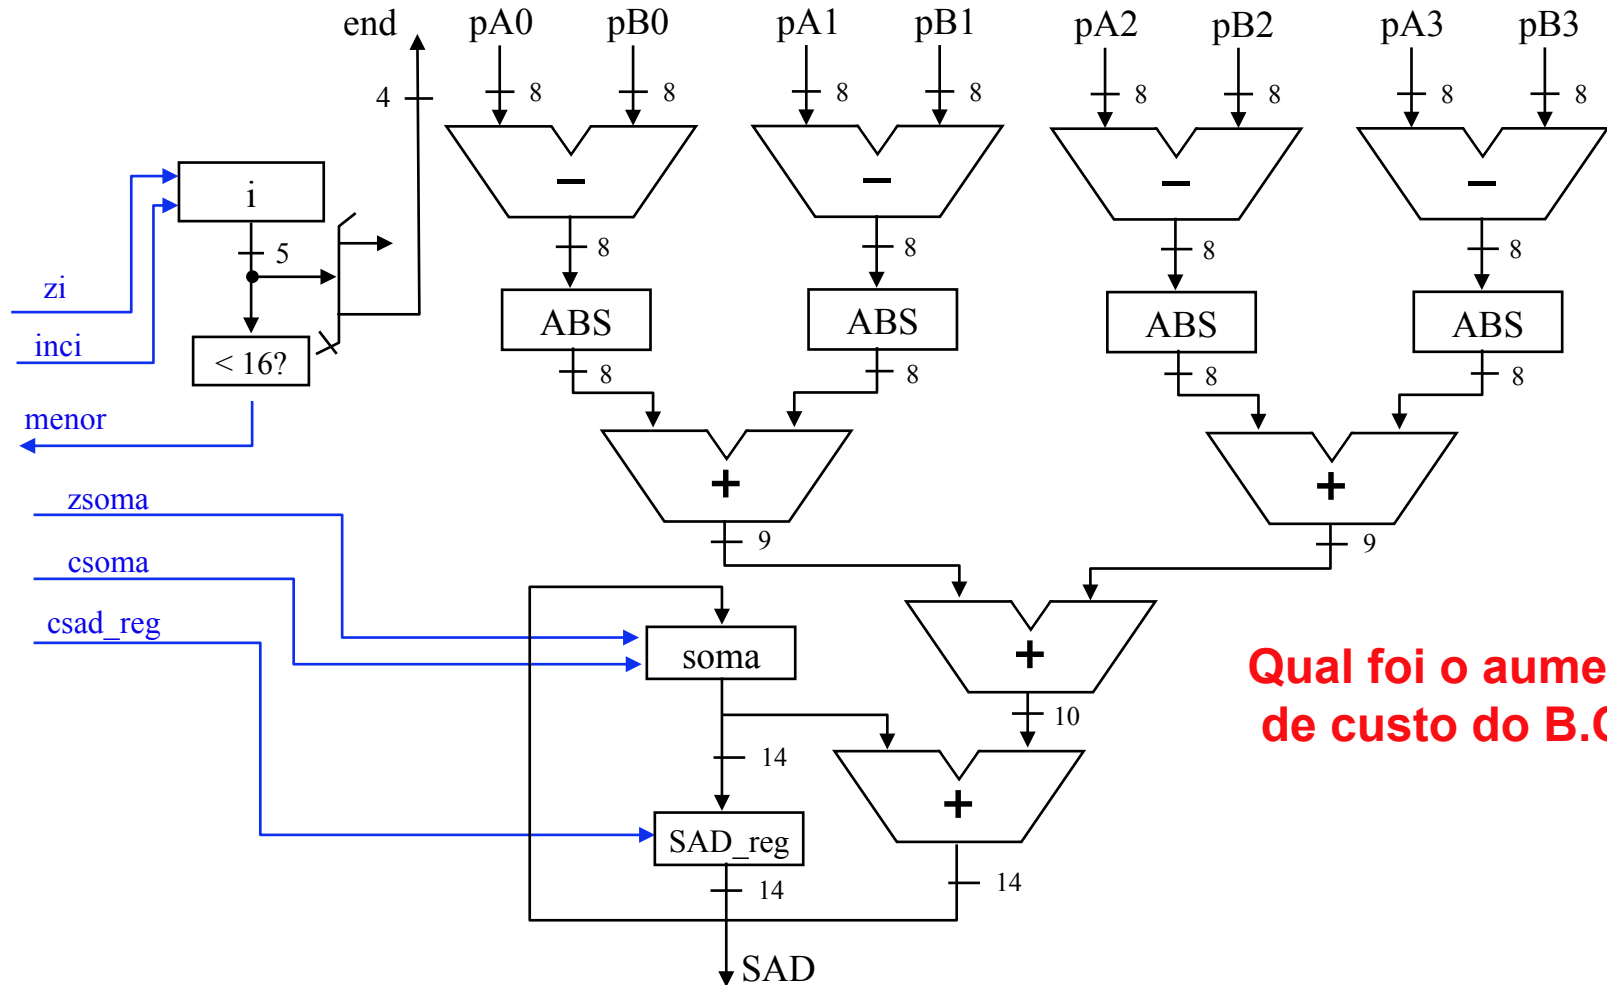 end pA0 pB0 pA1 pB1 pA2 pB2 pA3 pB3
4 8 8 8 8 8 8 8 8
− − − −
i
5 8 8 8 8
zi
inci
< 16? ABS ABS ABS ABS
8 8 8 8
menor
+ +
zsoma
9 9
csoma
csad_reg
soma +
10
Qual foi o
de custo do
14
+
SAD_reg
14 14
SAD